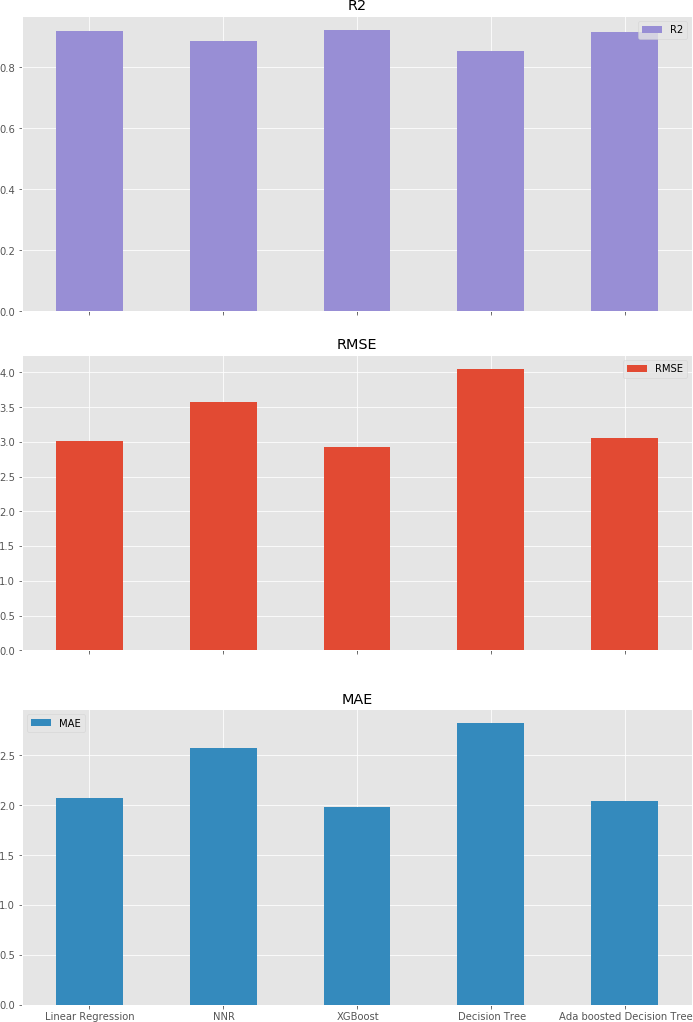 R2
R2
0.8
0.6
0.4
0.2
0.0
RMSE
RMSE
4.0
3.5
3.0
2.5
2.0
1.5
1.0
0.5
0.0
MAE
MAE
2.5
2.0
1.5
1.0
0.5
0.0
Linear Regression NNR XGBoost Decision Tree Ada boosted Decision Tree